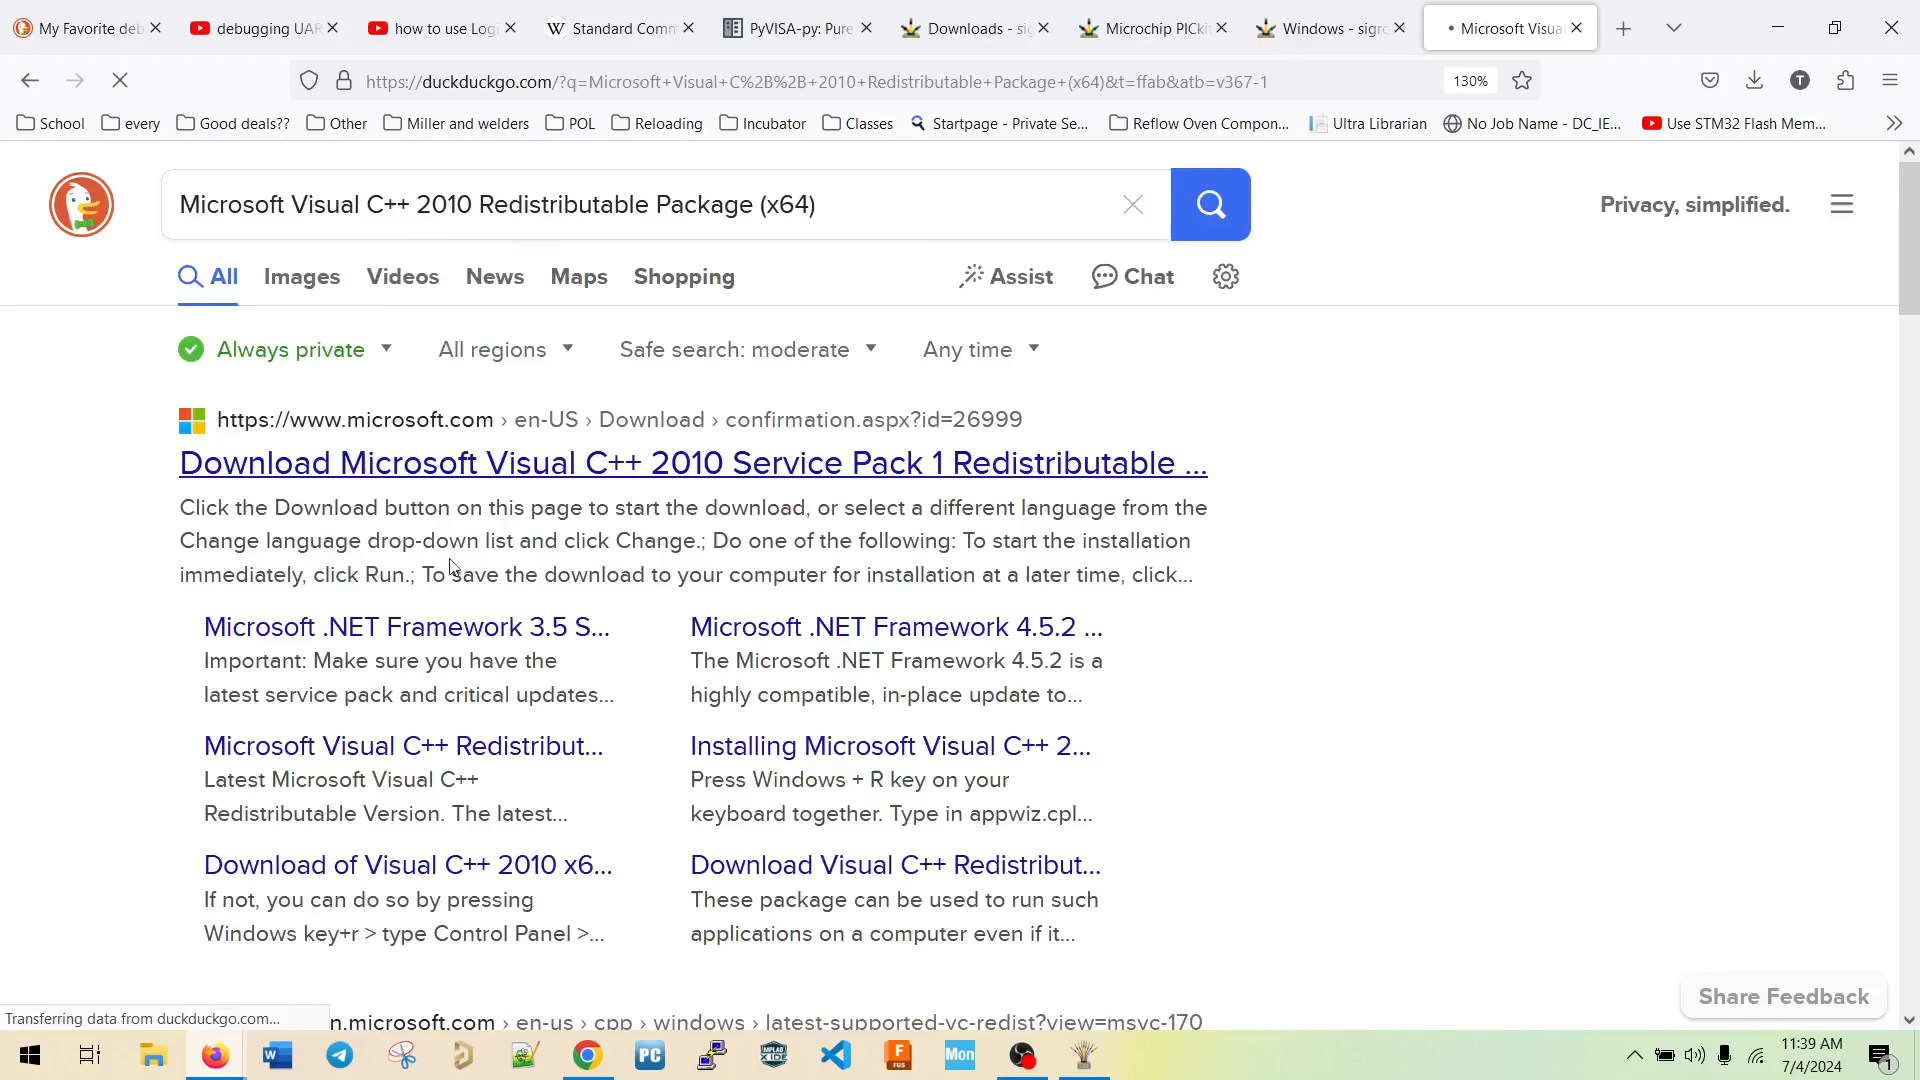 My Favorite deb
debugging UAR
how to use Logi
Standard Comm
PyVISA-py: Pure
Downloads - sig
Microchip PICki
Windows - sigro
Microsoft Visual
https://duckduckgo.com/?q=Microsoft+Visual+C%2B%2B+2010+Redistributable+Package+(x64)&t=ffab&atb=v367-1
130%
T
School
every
Good deals??
Other
Miller and welders
POL
Reloading
Incubator
Classes
Startpage - Private Se...
Reflow Oven Compon...
Ultra Librarian
No Job Name - DC_IE...
Use STM32 Flash Mem...
Microsoft Visual C++ 2010 Redistributable Package (x64)
Privacy, simplified.
All
Images
Videos
News
Maps
Shopping
Assist
Chat
Always private
All regions
Safe search: moderate
Any time
https://www.microsoft.com › en-US › Download › confirmation.aspx?id=26999
Download Microsoft Visual C++ 2010 Service Pack 1 Redistributable ...
Click the Download button on this page to start the download, or select a different language from the
Change language drop-down list and click Change.; Do one of the following: To start the installation
immediately, click Run.; To save the download to your computer for installation at a later time, click...
Microsoft .NET Framework 3.5 S...
Important: Make sure you have the
latest service pack and critical updates...
Microsoft .NET Framework 4.5.2 ...
The Microsoft .NET Framework 4.5.2 is a
highly compatible, in-place update to...
Microsoft Visual C++ Redistribut...
Latest Microsoft Visual C++
Redistributable Version. The latest...
Installing Microsoft Visual C++ 2...
Press Windows + R key on your
keyboard together. Type in appwiz.cpl...
Download of Visual C++ 2010 x6...
If not, you can do so by pressing
Windows key+r > type Control Panel >...
Download Visual C++ Redistribut...
These package can be used to run such
applications on a computer even if it...
Share Feedback
Transferring data from duckduckgo.com...
n.microsoft.com › en-us › cpp › windows › latest-supported-vc-redist?view=msvc-170
W
PC
X IDE
F
FUS
Mon
11:39 AM
7/4/2024
1